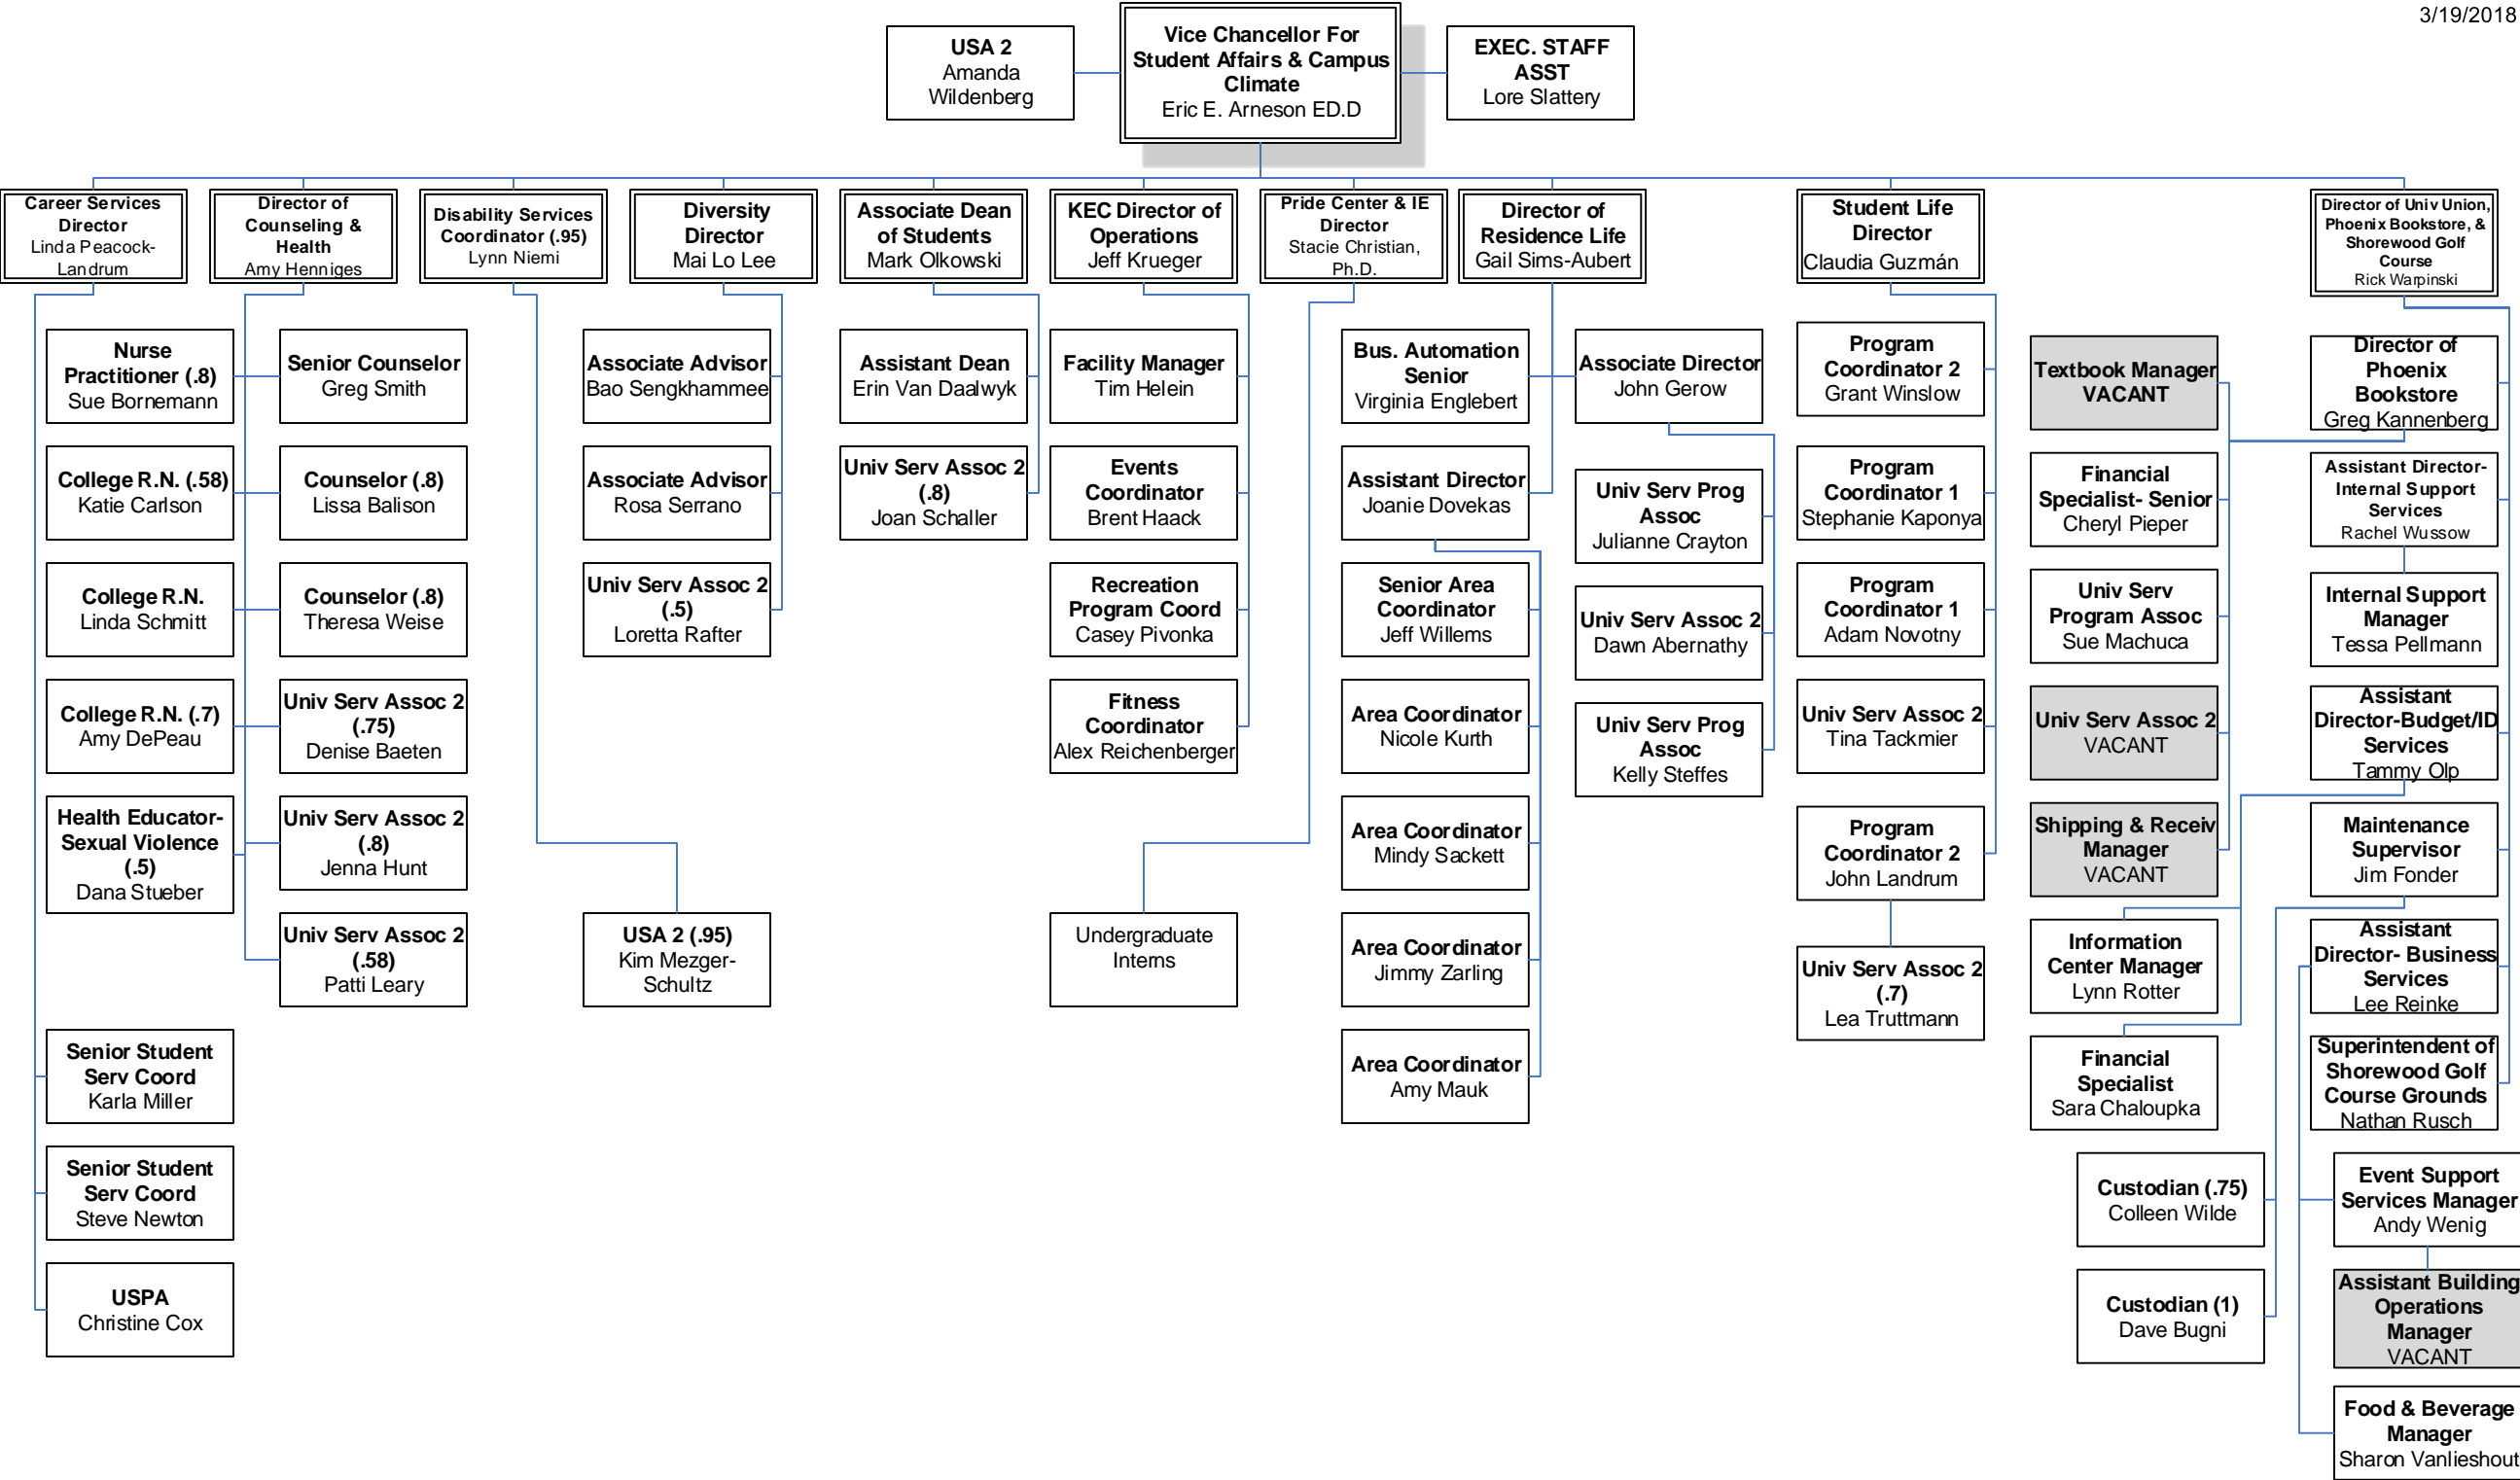 3/19/2018
USA 2
Amanda
Wildenberg
Vice Chancellor For
Student Affairs & Campus
Climate
Eric E. Arneson ED.D
EXEC. STAFF
ASST
Lore Slattery
Career Services
Director
Linda Peacock-
Landrum
Director of
Counseling &
Health
Amy Henniges
Disability Services
Coordinator (.95)
Lynn Niemi
Diversity
Director
Mai Lo Lee
Associate Dean
of Students
Mark Olkowski
KEC Director of
Operations
Jeff Krueger
Pride Center & IE
Director
Stacie Christian,
Ph.D.
Director of
Residence Life
Gail Sims-Aubert
Student Life
Director
Claudia Guzmán
Director of Univ Union,
Phoenix Bookstore, &
Shorewood Golf
Course
Rick Warpinski
Nurse
Practitioner (.8)
Sue Bornemann
Senior Counselor
Greg Smith
Associate Advisor
Bao Sengkhammee
Assistant Dean
Erin Van Daalwyk
Facility Manager
Tim Helein
Bus. Automation
Senior
Virginia Englebert
Associate Director
John Gerow
Program
Coordinator 2
Grant Winslow
Textbook Manager
VACANT
Director of
Phoenix
Bookstore
Greg Kannenberg
College R.N. (.58)
Katie Carlson
Counselor (.8)
Lissa Balison
Associate Advisor
Rosa Serrano
Univ Serv Assoc 2
(.8)
Joan Schaller
Events
Coordinator
Brent Haack
Assistant Director
Joanie Dovekas
Univ Serv Prog
Assoc
Julianne Crayton
Program
Coordinator 1
Stephanie Kaponya
Financial
Specialist- Senior
Cheryl Pieper
Assistant Director-
Internal Support
Services
Rachel Wussow
College R.N.
Linda Schmitt
Counselor (.8)
Theresa Weise
Univ Serv Assoc 2
(.5)
Loretta Rafter
Recreation
Program Coord
Casey Pivonka
Senior Area
Coordinator
Jeff Willems
Univ Serv Assoc 2
Dawn Abernathy
Program
Coordinator 1
Adam Novotny
Univ Serv
Program Assoc
Sue Machuca
Internal Support
Manager
Tessa Pellmann
College R.N. (.7)
Amy DePeau
Univ Serv Assoc 2
(.75)
Denise Baeten
Fitness
Coordinator
Alex Reichenberger
Area Coordinator
Nicole Kurth
Univ Serv Prog
Assoc
Kelly Steffes
Univ Serv Assoc 2
Tina Tackmier
Univ Serv Assoc 2
VACANT
Assistant
Director-Budget/ID
Services
Tammy Olp
Health Educator-
Sexual Violence
(.5)
Dana Stueber
Univ Serv Assoc 2
(.8)
Jenna Hunt
Area Coordinator
Mindy Sackett
Program
Coordinator 2
John Landrum
Shipping & Receiv
Manager
VACANT
Maintenance
Supervisor
Jim Fonder
Univ Serv Assoc 2
(.58)
Patti Leary
USA 2 (.95)
Kim Mezger-
Schultz
Undergraduate
Interns
Area Coordinator
Jimmy Zarling
Univ Serv Assoc 2
(.7)
Lea Truttmann
Information
Center Manager
Lynn Rotter
Assistant
Director- Business
Services
Lee Reinke
Senior Student
Serv Coord
Karla Miller
Area Coordinator
Amy Mauk
Financial
Specialist
Sara Chaloupka
Superintendent of
Shorewood Golf
Course Grounds
Nathan Rusch
Senior Student
Serv Coord
Steve Newton
Custodian (.75)
Colleen Wilde
Event Support
Services Manager
Andy Wenig
USPA
Christine Cox
Custodian (1)
Dave Bugni
Assistant Building
Operations
Manager
VACANT
Food & Beverage
Manager
Sharon Vanlieshout